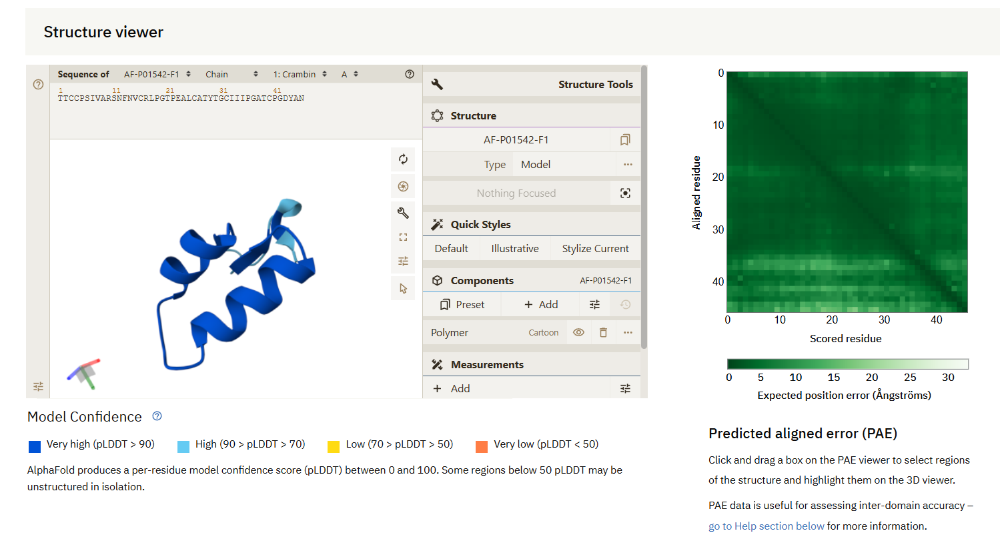 Structure viewer
Sequence of AF-P01542-F1 Chain 1: Crambin A
1 11 21 31 41
TTCCPSIVARSNFNVCRLPGTPEALCATYTGCIIIPGATCPGDYAN
Structure Tools
Structure
AF-P01542-F1
Type Model
Nothing Focused
Quick Styles
Default Illustrative Stylize Current
Components AF-P01542-F1
Preset + Add
Polymer Cartoon
Measurements
+ Add
Model Confidence
Very high (pLDDT > 90) High (90 > pLDDT > 70) Low (70 > pLDDT > 50) Very low (pLDDT < 50)
AlphaFold produces a per-residue model confidence score (pLDDT) between 0 and 100. Some regions below 50 pLDDT may be
unstructured in isolation.
0
10
20
30
40
Aligned residue
0 10 20 30 40
Scored residue
0 5 10 15 20 25 30
Expected position error (Ångströms)
Predicted aligned error (PAE)
Click and drag a box on the PAE viewer to select regions
of the structure and highlight them on the 3D viewer.
PAE data is useful for assessing inter-domain accuracy –
go to Help section below for more information.